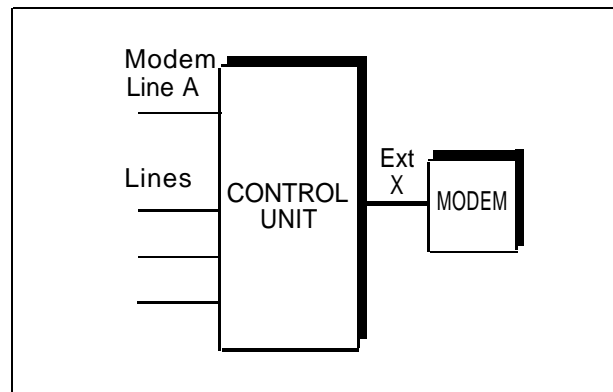 Modem
Line A
Lines
CONTROL
UNIT
Ext
X
MODEM